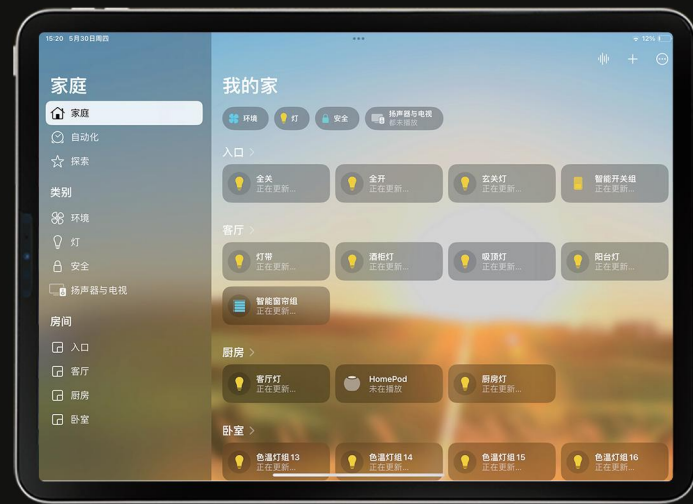 15:20 5月30日周四
12%
家庭
家庭
自动化
探索
类别
环境
灯
安全
扬声器与电视
房间
入口
客厅
厨房
卧室
我的家
环境
灯
安全
扬声器与电视
都未播放
入口
全关
正在更新...
全开
正在更新...
玄关灯
正在更新...
智能开关组
正在更新...
客厅
灯带
正在更新...
酒柜灯
正在更新...
吸顶灯
正在更新...
阳台灯
正在更新...
智能窗帘组
正在更新...
厨房
客厅灯
正在更新...
HomePod
未在播放
厨房灯
正在更新...
卧室
色温灯组13
正在更新...
色温灯组14
正在更新...
色温灯组15
正在更新...
色温灯组16
正在更新...